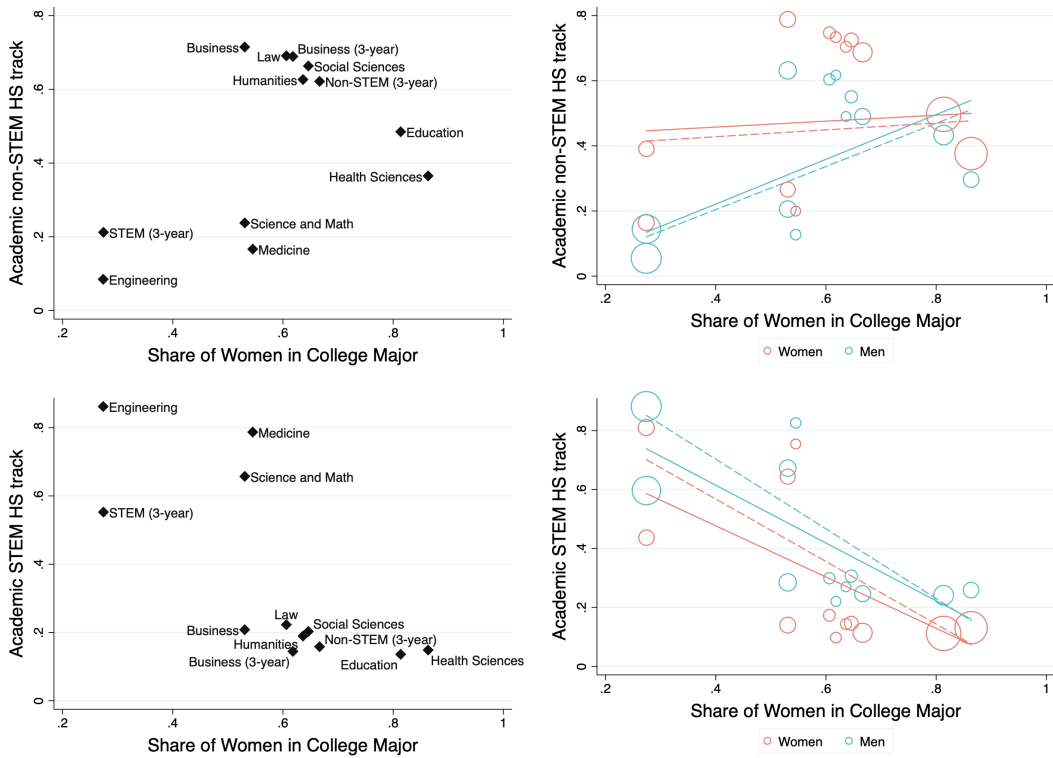 Academic non-STEM HS track
.8
.6
.4
.2
0
Business
Law
Business (3-year)
Social Sciences
Humanities
Non-STEM (3-year)
Education
Health Sciences
Science and Math
STEM (3-year)
Medicine
Engineering
.2
.4
.6
.8
1
Share of Women in College Major
Academic non-STEM HS track
.8
.6
.4
.2
0
.2
.4
.6
.8
1
Share of Women in College Major
Women
Men
Academic STEM HS track
.8
.6
.4
.2
0
Engineering
Medicine
Science and Math
STEM (3-year)
Law
Business
Social Sciences
Humanities
Non-STEM (3-year)
Business (3-year)
Education
Health Sciences
.2
.4
.6
.8
1
Share of Women in College Major
Academic STEM HS track
.8
.6
.4
.2
0
.2
.4
.6
.8
1
Share of Women in College Major
Women
Men